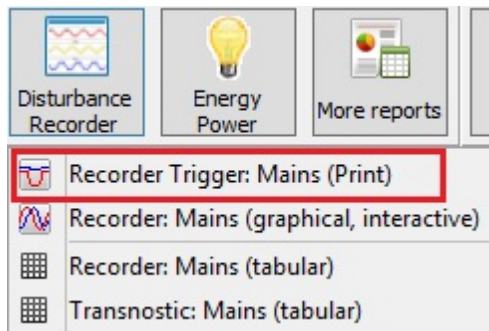 Disturbance
Recorder
Energy
Power
More reports
Recorder Trigger: Mains (Print)
Recorder: Mains (graphical, interactive)
Recorder: Mains (tabular)
Transnostic: Mains (tabular)